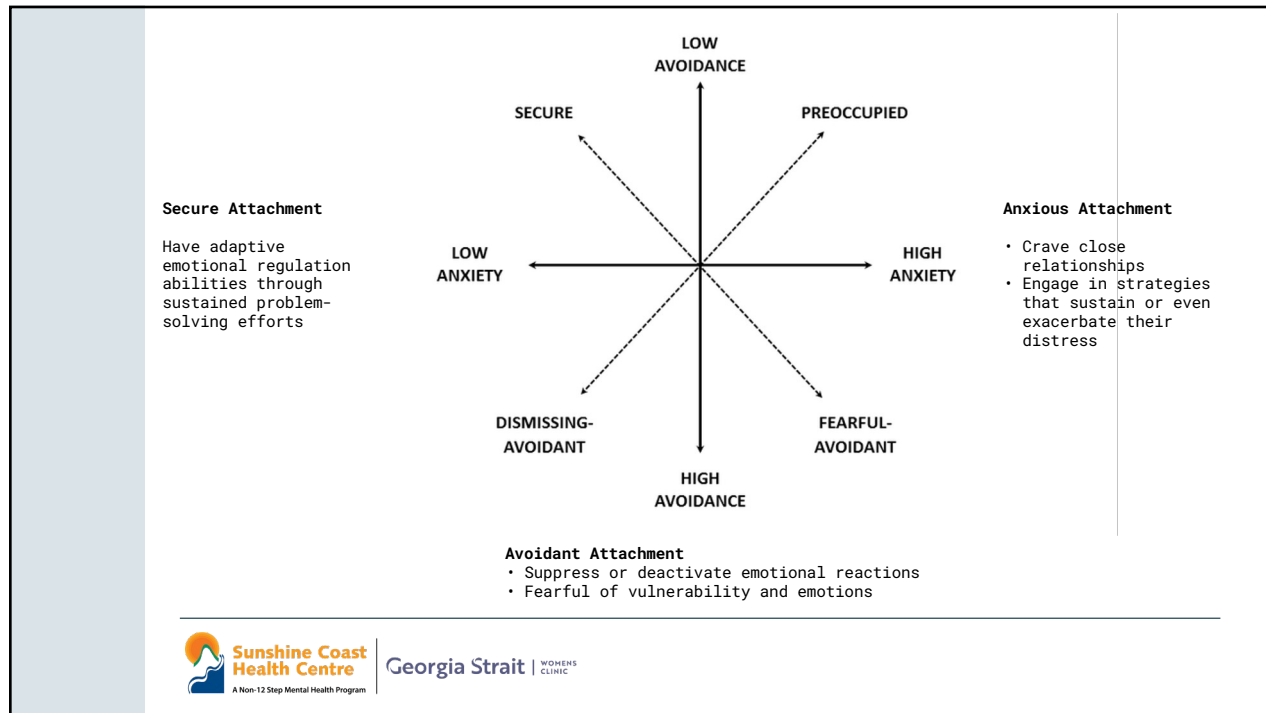 LOW
AVOIDANCE
SECURE
PREOCCUPIED
Secure Attachment
Have adaptive
emotional regulation
abilities through
sustained problem-
solving efforts
LOW
ANXIETY
HIGH
ANXIETY
Anxious Attachment
• Crave close
relationships
• Engage in strategies
that sustain or even
exacerbate their
distress
DISMISSING-
AVOIDANT
FEARFUL-
AVOIDANT
HIGH
AVOIDANCE
Avoidant Attachment
• Suppress or deactivate emotional reactions
• Fearful of vulnerability and emotions
Sunshine Coast
Health Centre
A Non-12 Step Mental Health Program
Georgia Strait | WOMENS
CLINIC